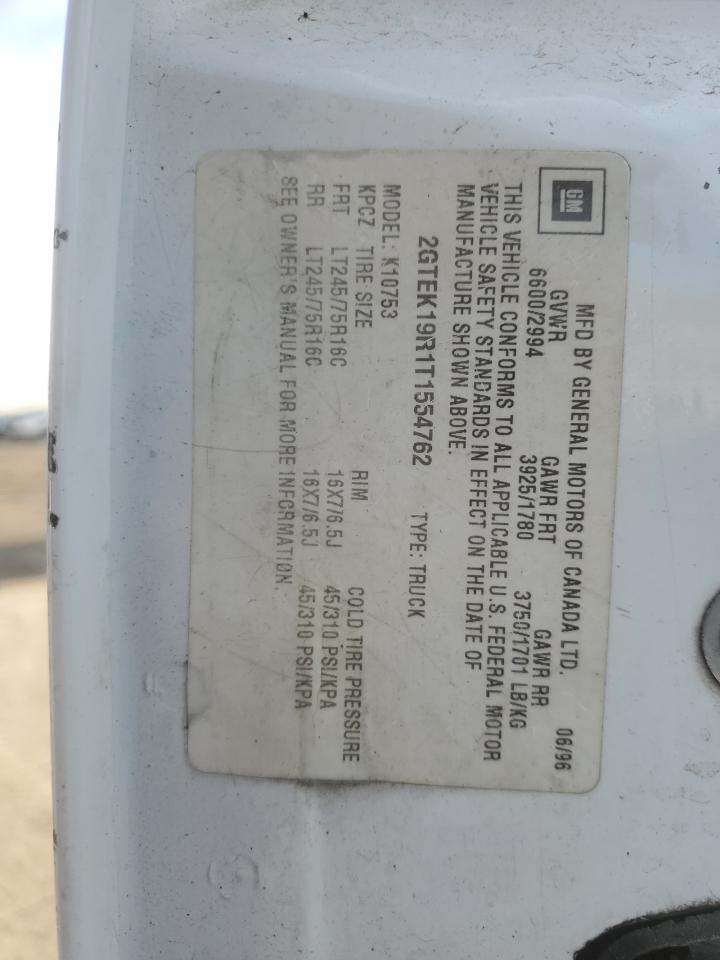 GM
MFD BY GENERAL MOTORS OF CANADA LTD. 06/96
GVWR GAWR FRT GAWR RR
6600/2994 3925/1780 3750/1701 LB/KG
THIS VEHICLE CONFORMS TO ALL APPLICABLE U.S. FEDERAL MOTOR
VEHICLE SAFETY STANDARDS IN EFFECT ON THE DATE OF
MANUFACTURE SHOWN ABOVE.
2GTEK19R1T1554762 TYPE: TRUCK
MODEL: K10753
KPCZ TIRE SIZE RIM COLD TIRE PRESSURE
FRT LT245/75R16C 16X7/6.5J 45/310 PSI/KPA
RR LT245/75R16C 16X7/6.5J 45/310 PSI/KPA
SEE OWNER'S MANUAL FOR MORE INFORMATION.